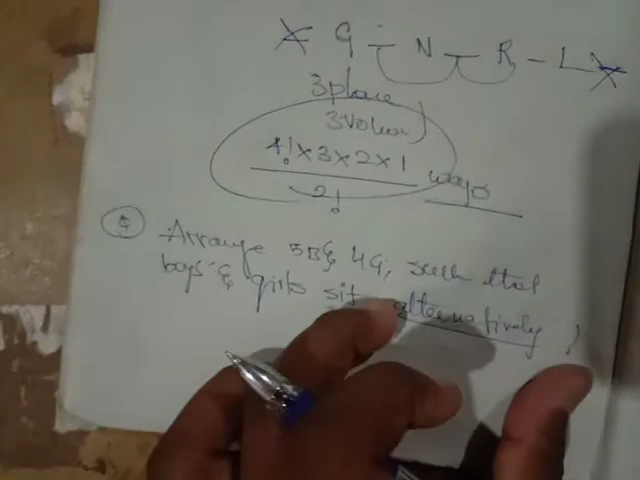 G _ N _ R - L
3 place
3 Vowel
4! × 3 × 2 × 1 ways
2!
Q Arrange 5B & 4G, such that
boys & girls sit alternatively